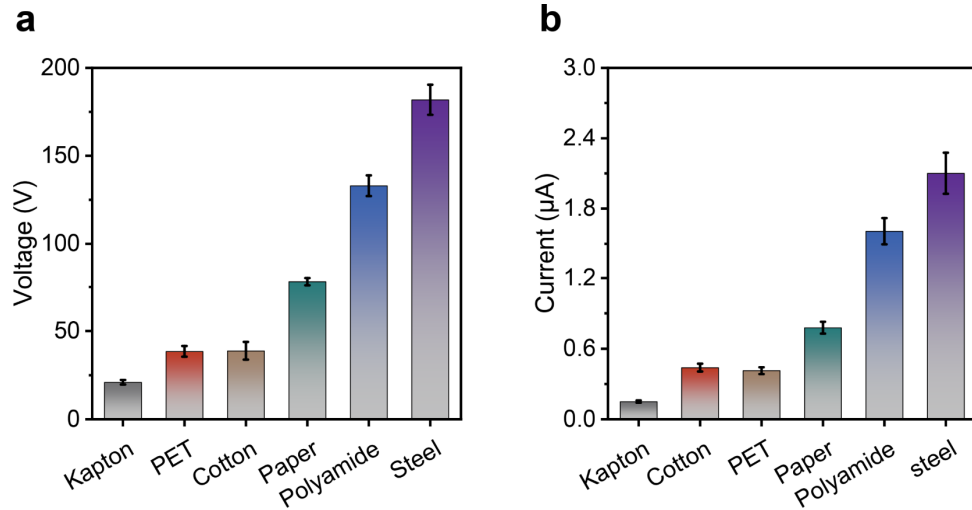 a
Voltage (V)
200
150
100
50
0
Kapton
PET
Cotton
Paper
Polyamide
Steel
b
Current (µA)
3.0
2.4
1.8
1.2
0.6
0.0
Kapton
Cotton
PET
Paper
Polyamide
steel